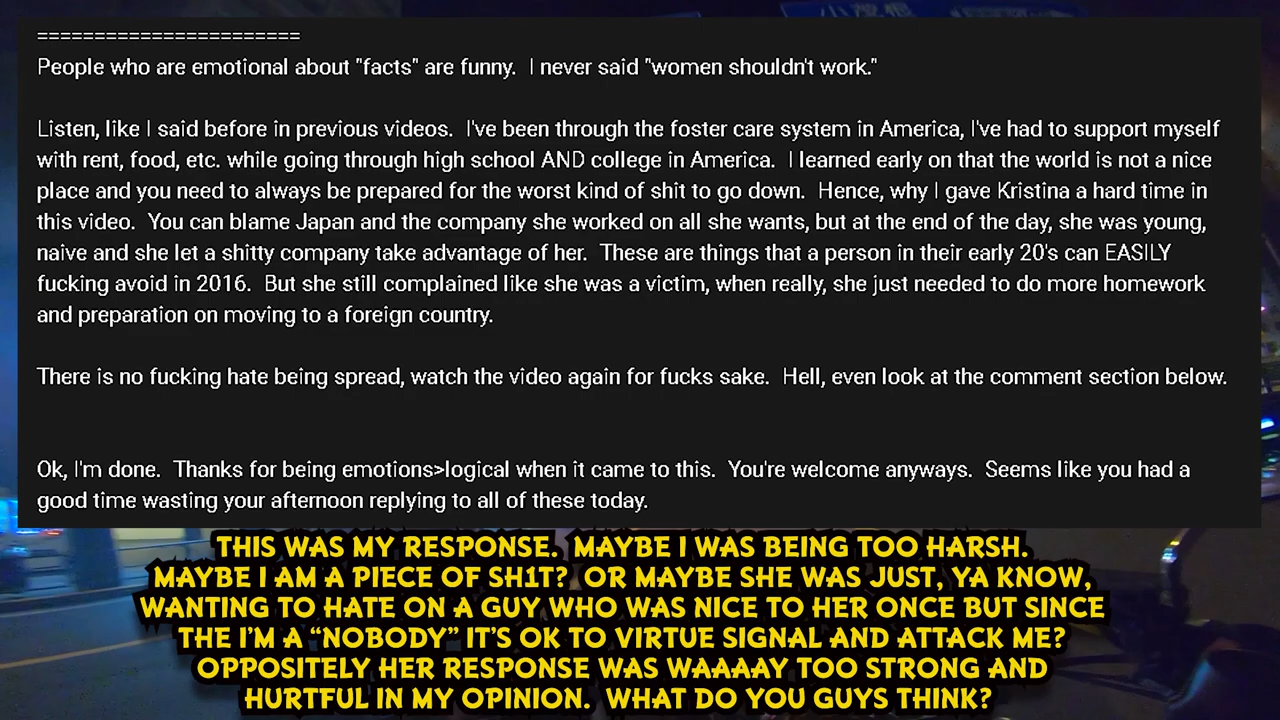 =======================
People who are emotional about "facts" are funny.  I never said "women shouldn't work."
Listen, like I said before in previous videos.  I've been through the foster care system in America, I've had to support myself
with rent, food, etc. while going through high school AND college in America.  I learned early on that the world is not a nice
place and you need to always be prepared for the worst kind of shit to go down.  Hence, why I gave Kristina a hard time in
this video.  You can blame Japan and the company she worked on all she wants, but at the end of the day, she was young,
naive and she let a shitty company take advantage of her.  These are things that a person in their early 20's can EASILY
fucking avoid in 2016.  But she still complained like she was a victim, when really, she just needed to do more homework
and preparation on moving to a foreign country.
There is no fucking hate being spread, watch the video again for fucks sake.  Hell, even look at the comment section below.
Ok, I'm done.  Thanks for being emotions>logical when it came to this.  You're welcome anyways.  Seems like you had a
good time wasting your afternoon replying to all of these today.
THIS WAS MY RESPONSE.  MAYBE I WAS BEING TOO HARSH.
MAYBE I AM A PIECE OF SH1T?  OR MAYBE SHE WAS JUST, YA KNOW,
WANTING TO HATE ON A GUY WHO WAS NICE TO HER ONCE BUT SINCE
THE I'M A “NOBODY” IT'S OK TO VIRTUE SIGNAL AND ATTACK ME?
OPPOSITELY HER RESPONSE WAS WAAAAY TOO STRONG AND
HURTFUL IN MY OPINION.  WHAT DO YOU GUYS THINK?